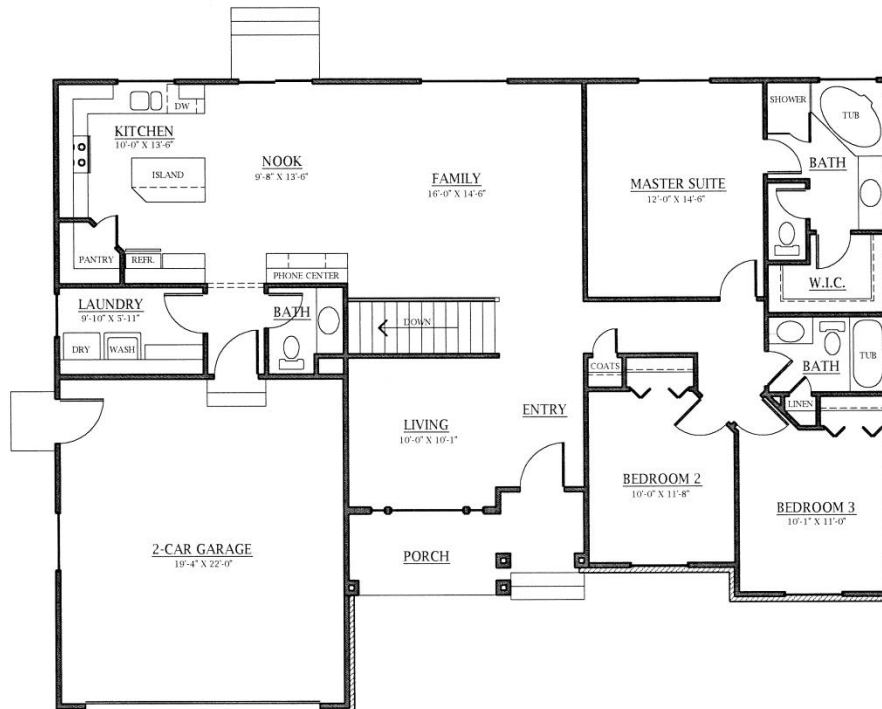 SHOWER
TUB
DW
KITCHEN
10'-0" X 13'-6"
NOOK
9'-8" X 13'-6"
ISLAND
FAMILY
16'-0" X 14'-6"
MASTER SUITE
12'-0" X 14'-6"
BATH
PANTRY
REFR.
PHONE CENTER
W.I.C.
LAUNDRY
9'-10" X 5'-11"
BATH
DOWN
DRY
WASH
COATS
BATH
TUB
LINEN
LIVING
10'-0" X 10'-1"
ENTRY
BEDROOM 2
10'-0" X 11'-8"
BEDROOM 3
10'-1" X 11'-0"
2-CAR GARAGE
19'-4" X 22'-0"
PORCH